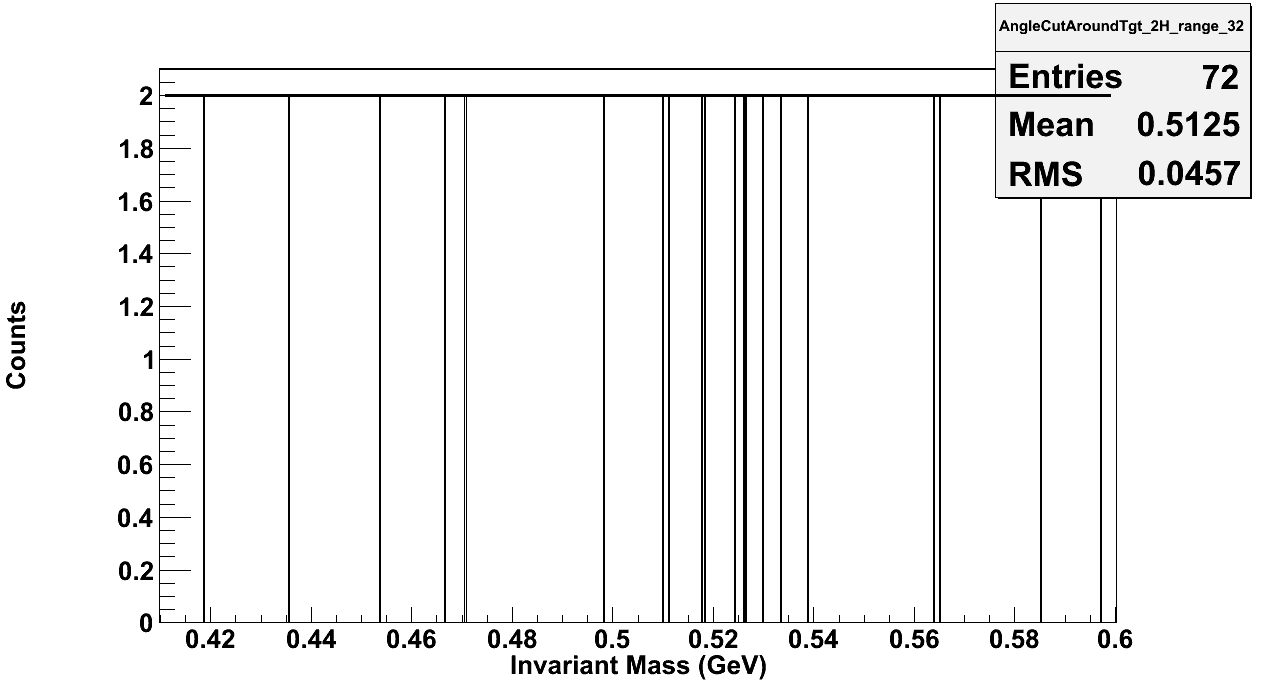 AngleCutAroundTgt_2H_range_32
Entries 72
Mean 0.5125
RMS 0.0457
2
1.8
1.6
1.4
1.2
1
0.8
0.6
0.4
0.2
0
Counts
0.42 0.44 0.46 0.48 0.5 0.52 0.54 0.56 0.58 0.6
Invariant Mass (GeV)